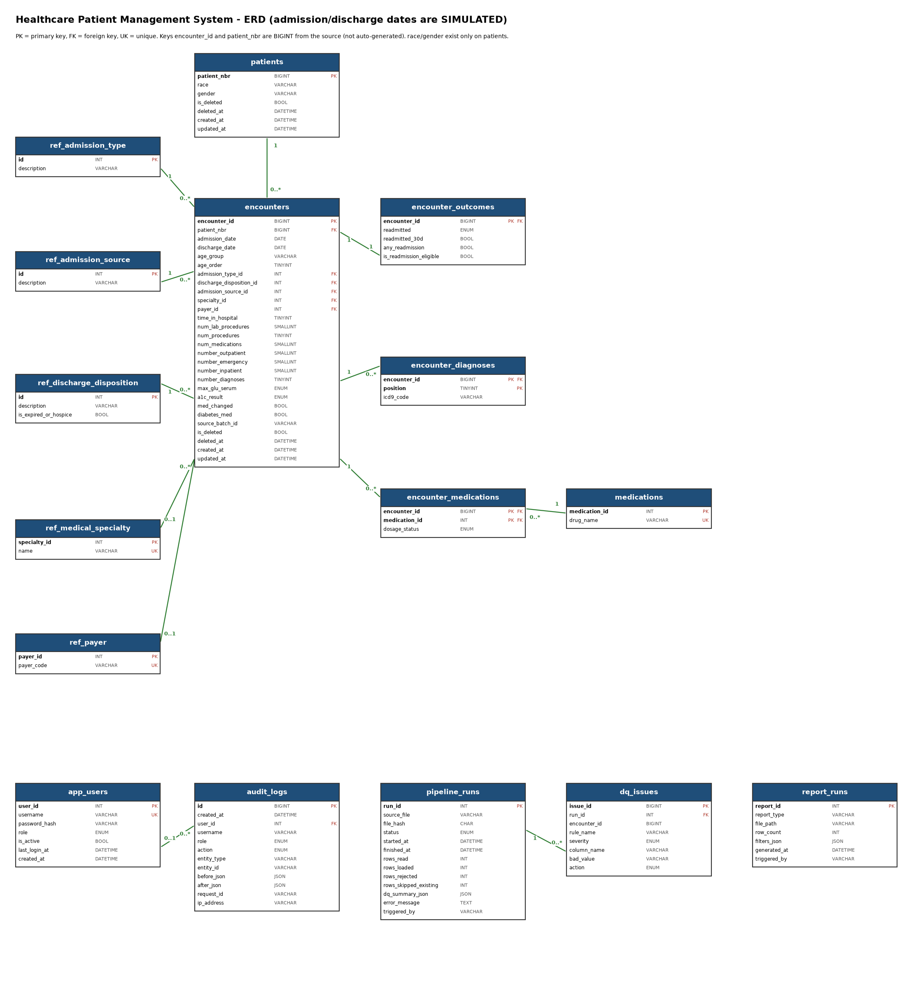 Healthcare Patient Management System - ERD (admission/discharge dates are SIMULATED)
PK = primary key, FK = foreign key, UK = unique. Keys encounter_id and patient_nbr are BIGINT from the source (not auto-generated). race/gender exist only on patients.
patients
patient_nbr BIGINT PK
race VARCHAR
gender VARCHAR
is_deleted BOOL
deleted_at DATETIME
created_at DATETIME
updated_at DATETIME
1
0..*
ref_admission_type
id INT PK
description VARCHAR
1
0..*
ref_admission_source
id INT PK
description VARCHAR
1
0..*
ref_discharge_disposition
id INT PK
description VARCHAR
is_expired_or_hospice BOOL
1
0..*
ref_medical_specialty
specialty_id INT PK
name VARCHAR UK
0..1
0..*
ref_payer
payer_id INT PK
payer_code VARCHAR UK
0..1
encounters
encounter_id BIGINT PK
patient_nbr BIGINT FK
admission_date DATE
discharge_date DATE
age_group VARCHAR
age_order TINYINT
admission_type_id INT FK
discharge_disposition_id INT FK
admission_source_id INT FK
specialty_id INT FK
payer_id INT FK
time_in_hospital TINYINT
num_lab_procedures SMALLINT
num_procedures TINYINT
num_medications SMALLINT
number_outpatient SMALLINT
number_emergency SMALLINT
number_inpatient SMALLINT
number_diagnoses TINYINT
max_glu_serum ENUM
a1c_result ENUM
med_changed BOOL
diabetes_med BOOL
source_batch_id VARCHAR
is_deleted BOOL
deleted_at DATETIME
created_at DATETIME
updated_at DATETIME
1
1
encounter_outcomes
encounter_id BIGINT PK FK
readmitted ENUM
readmitted_30d BOOL
any_readmission BOOL
is_readmission_eligible BOOL
1
0..*
encounter_diagnoses
encounter_id BIGINT PK FK
position TINYINT PK
icd9_code VARCHAR
1
0..*
encounter_medications
encounter_id BIGINT PK FK
medication_id INT PK FK
dosage_status ENUM
1
0..*
medications
medication_id INT PK
drug_name VARCHAR UK
app_users
user_id INT PK
username VARCHAR UK
password_hash VARCHAR
role ENUM
is_active BOOL
last_login_at DATETIME
created_at DATETIME
0..1
0..*
audit_logs
id BIGINT PK
created_at DATETIME
user_id INT FK
username VARCHAR
role ENUM
action ENUM
entity_type VARCHAR
entity_id VARCHAR
before_json JSON
after_json JSON
request_id VARCHAR
ip_address VARCHAR
pipeline_runs
run_id INT PK
source_file VARCHAR
file_hash CHAR
status ENUM
started_at DATETIME
finished_at DATETIME
rows_read INT
rows_loaded INT
rows_rejected INT
rows_skipped_existing INT
dq_summary_json JSON
error_message TEXT
triggered_by VARCHAR
1
0..*
dq_issues
issue_id BIGINT PK
run_id INT FK
encounter_id BIGINT
rule_name VARCHAR
severity ENUM
column_name VARCHAR
bad_value VARCHAR
action ENUM
report_runs
report_id INT PK
report_type VARCHAR
file_path VARCHAR
row_count INT
filters_json JSON
generated_at DATETIME
triggered_by VARCHAR